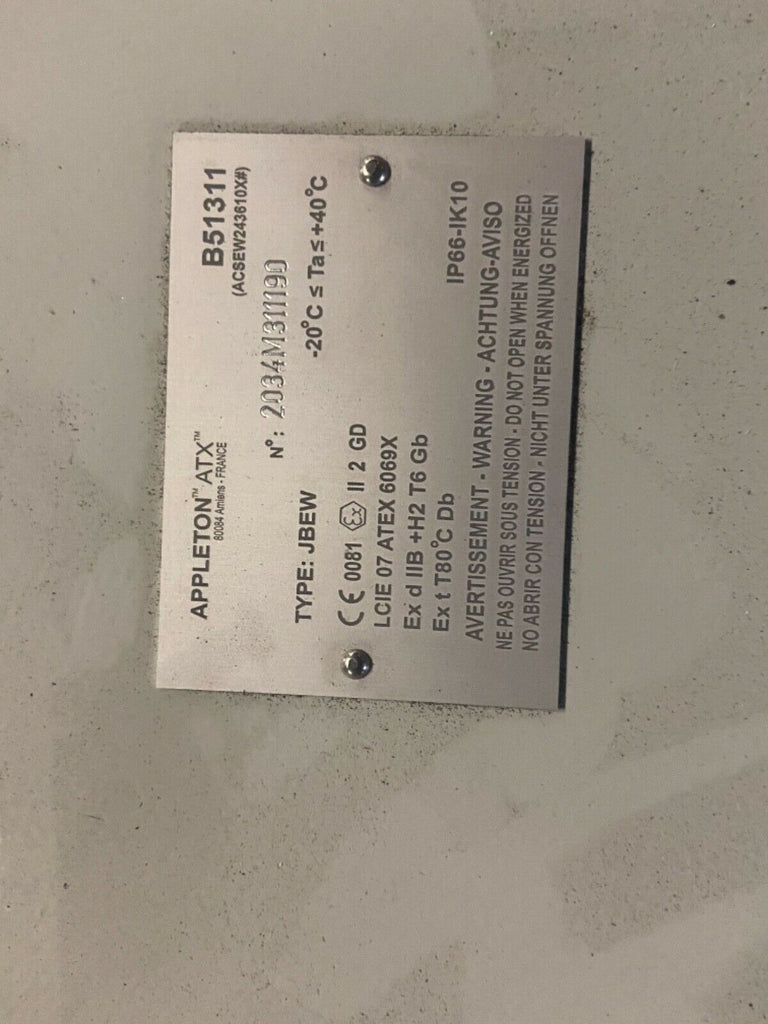 APPLETON™ ATX™ B51311
80084 Amiens - FRANCE (ACSEW243610X#)
N°: 2034M311190
TYPE: JBEW -20°C ≤ Ta ≤ +40°C
CE 0081 Ex II 2 GD
LCIE 07 ATEX 6069X
Ex d IIB +H2 T6 Gb
Ex t T80°C Db IP66-IK10
AVERTISSEMENT - WARNING - ACHTUNG-AVISO
NE PAS OUVRIR SOUS TENSION - DO NOT OPEN WHEN ENERGIZED
NO ABRIR CON TENSION - NICHT UNTER SPANNUNG OFFNEN